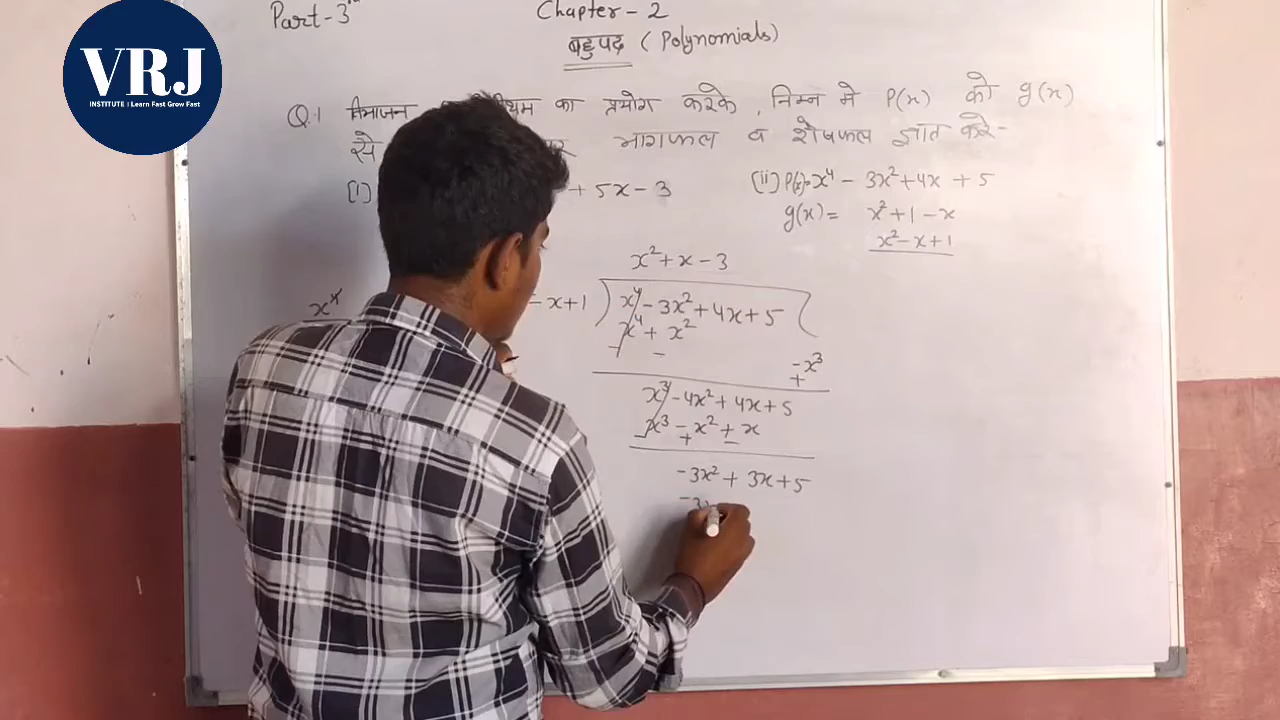 Part-3
Chapter - 2
VRJ
INSTITUTE : Learn Fast Grow Fast
बहुपद ( Polynomials)
Q.1 विभाजन का प्रयोग करके , निम्न मे P(x) को g(x)
से भागफल व शेषफल ज्ञात करे-
(i) + 5x - 3
(ii) P(x)= x⁴ - 3x² + 4x + 5
g(x) = x² + 1 - x
x² - x + 1
x² + x - 3
- x + 1 ) x⁴ - 3x² + 4x + 5
x⁴
x⁴ + x² - x³
- - +
x³ - 4x² + 4x + 5
x³ - x² + x
- + -
-3x² + 3x + 5